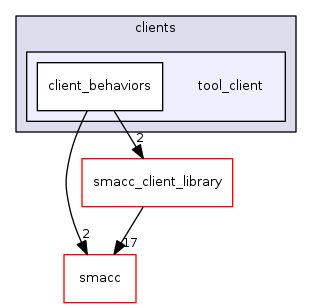 clients
client_behaviors
tool_client
2
smacc_client_library
2
17
smacc